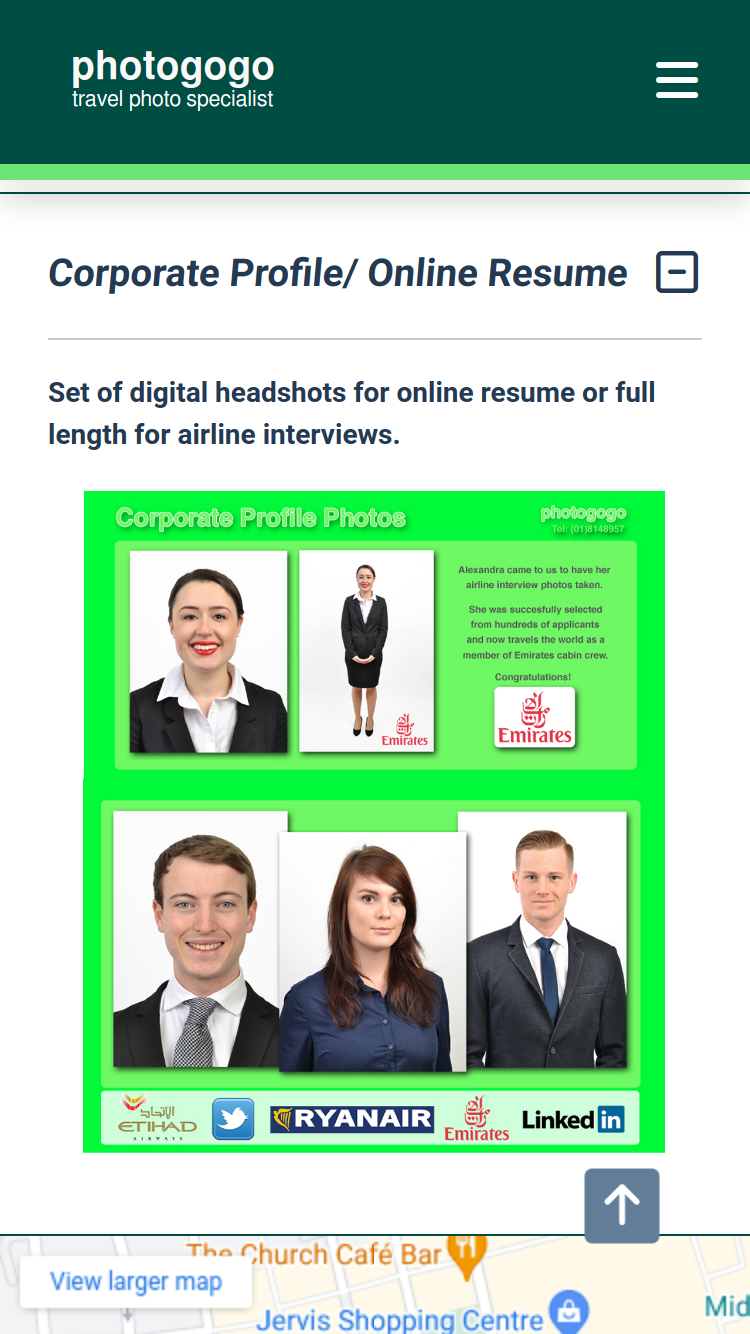 photogogo
travel photo specialist
Corporate Profile/ Online Resume
Set of digital headshots for online resume or full
length for airline interviews.
Corporate Profile Photos
photogogo
Tel: (01)8148957
Alexandra came to us to have her
airline interview photos taken.
She was succesfully selected
from hundreds of applicants
and now travels the world as a
member of Emirates cabin crew.
Congratulations!
Emirates
Emirates
الإتحاد
ETIHAD
AIRWAYS
RYANAIR
Emirates
Linked in
The Church Café Bar
View larger map
Jervis Shopping Centre
Mid